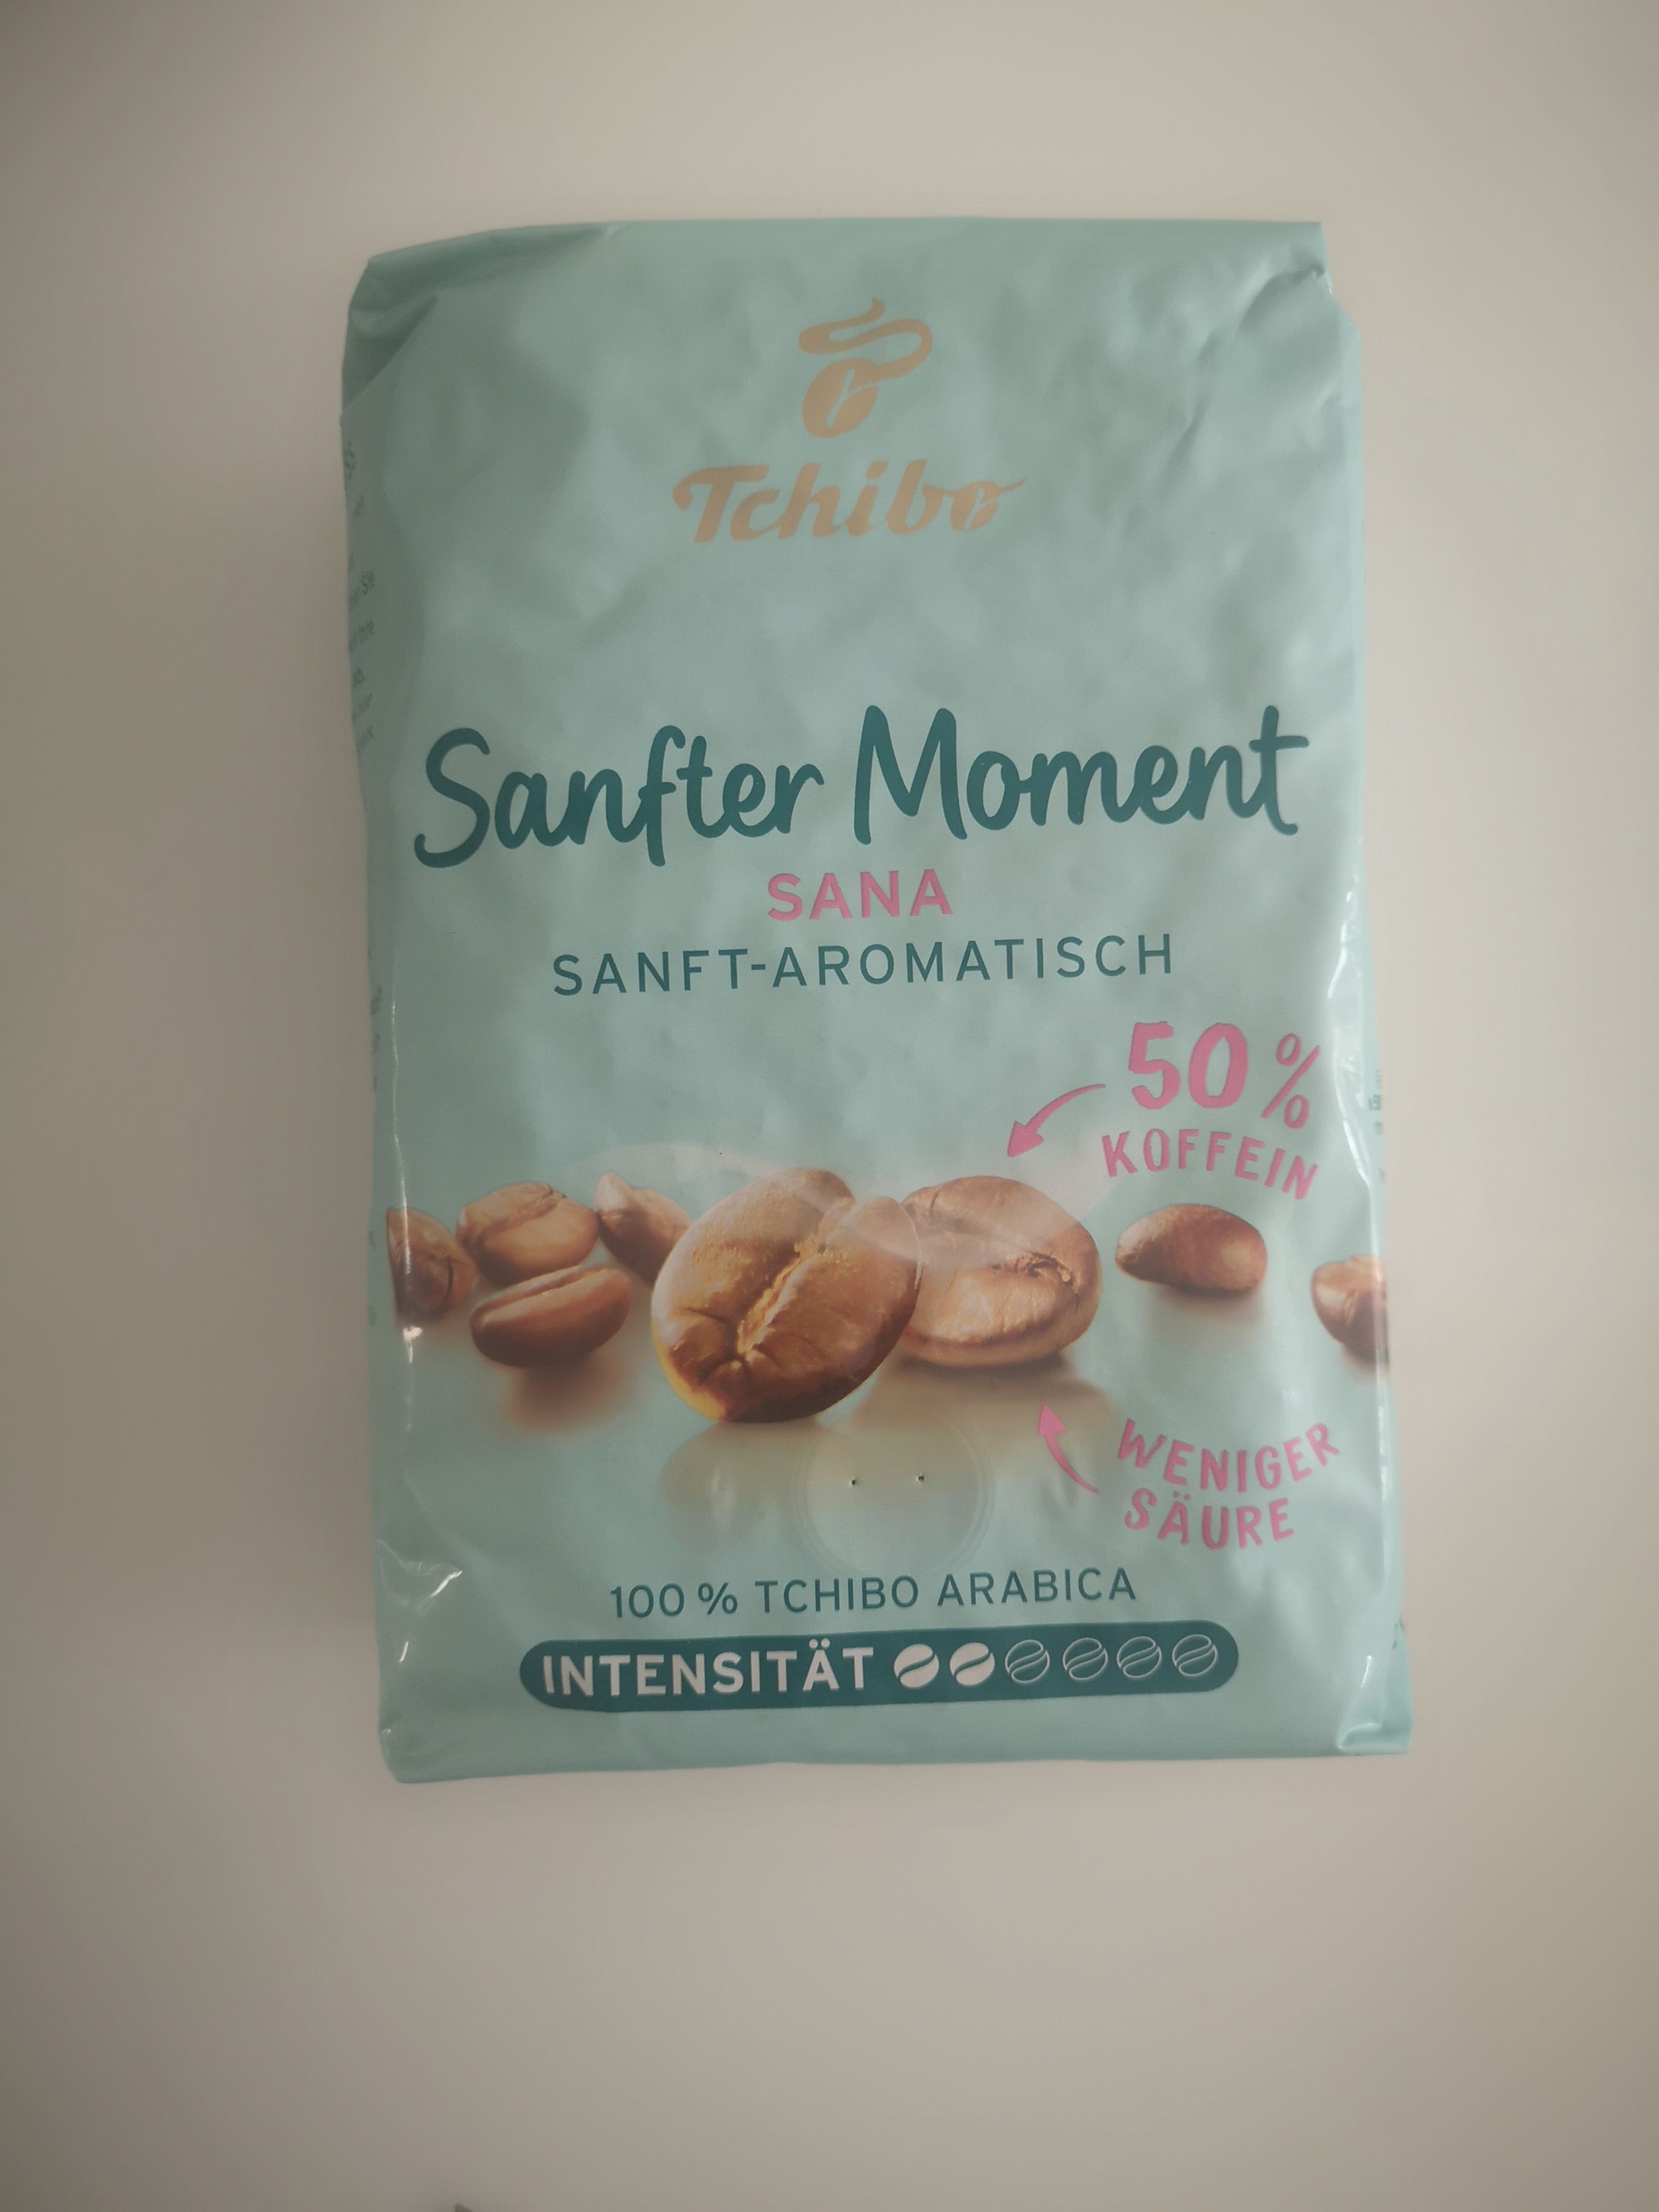 Tchibo
Sanfter Moment
SANA
SANFT-AROMATISCH
50%
KOFFEIN
WENIGER
SÄURE
100% TCHIBO ARABICA
INTENSITÄT